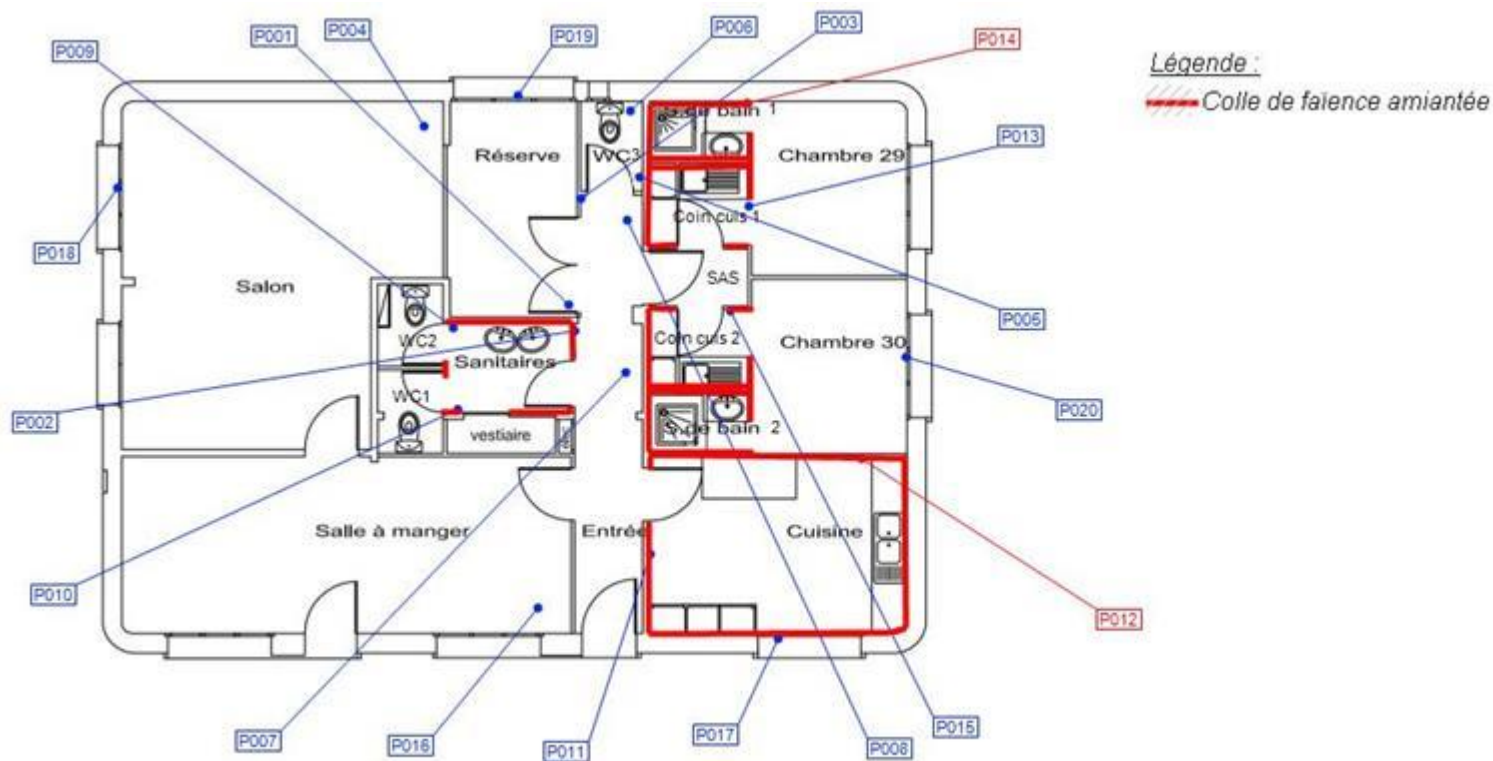 P009
P001
P004
P019
P006
P003
P014
Légende :
Colle de faïence amiantée
S. de bain 1
P013
Réserve
WC3
Chambre 29
P018
Coin cuis 1
Salon
SAS
P005
WC2
Sanitaires
Coin cuis 2
Chambre 30
WC1
P002
P020
vestiaire
S. de bain 2
Salle à manger
Entrée
Cuisine
P010
P012
P007
P016
P011
P017
P008
P015